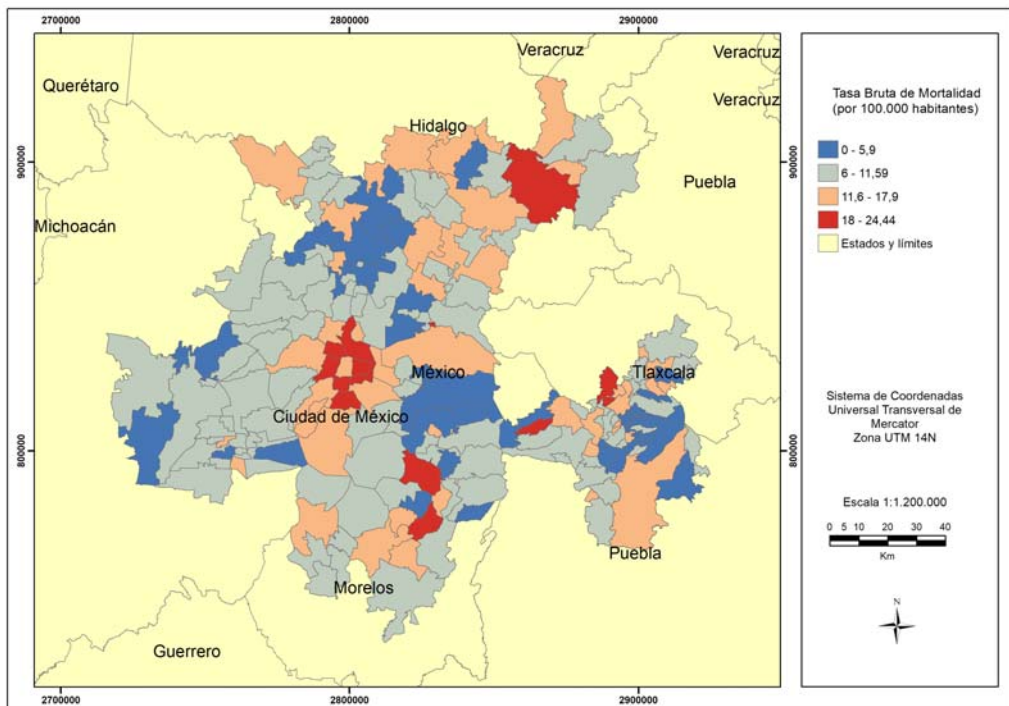 2700000
2800000
2900000
Veracruz
Veracruz
Querétaro
Veracruz
Hidalgo
900000
900000
Puebla
Michoacán
México
Tlaxcala
Ciudad de México
800000
800000
Puebla
Morelos
Guerrero
2700000
2800000
2900000
Tasa Bruta de Mortalidad
(por 100.000 habitantes)
0 - 5,9
6 - 11,59
11,6 - 17,9
18 - 24,44
Estados y límites
Sistema de Coordenadas
Universal Transversal de
Mercator
Zona UTM 14N
Escala 1:1.200.000
0 5 10 20 30 40
Km
N